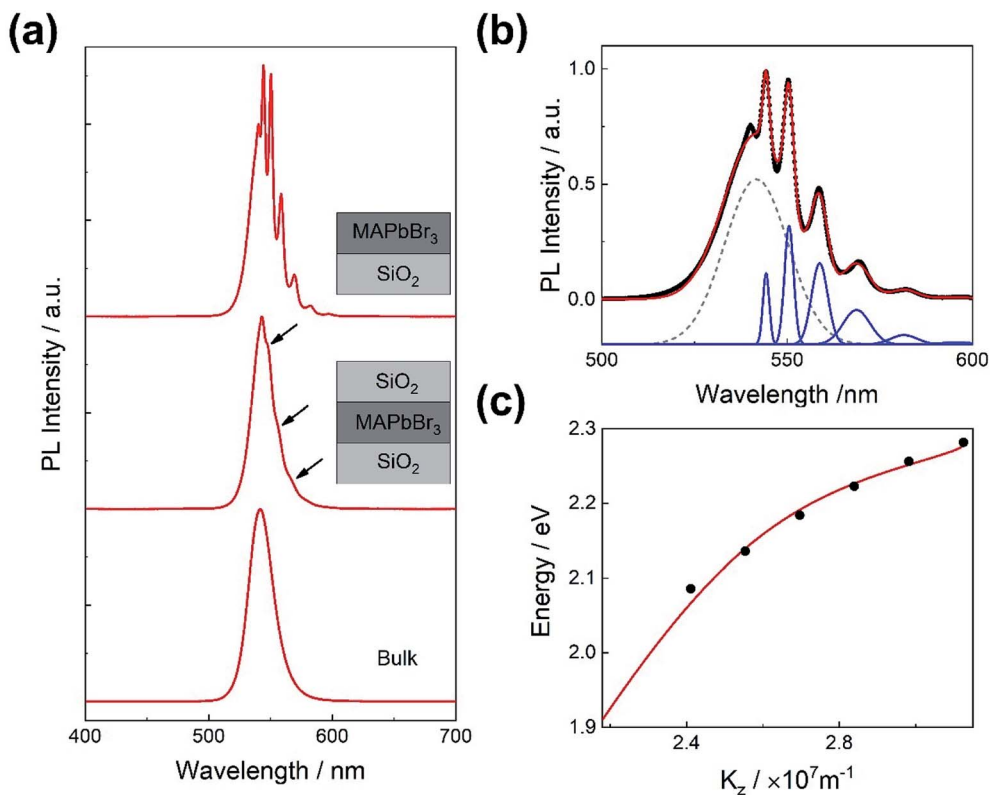 (a)
PL Intensity / a.u.
MAPbBr3
SiO2
SiO2
MAPbBr3
SiO2
Bulk
400 500 600 700
Wavelength / nm
(b)
PL Intensity / a.u.
1.0
0.5
0.0
500 550 600
Wavelength /nm
(c)
Energy / eV
2.3
2.2
2.1
2.0
1.9
2.4 2.8
Kz / ×10⁷m⁻¹